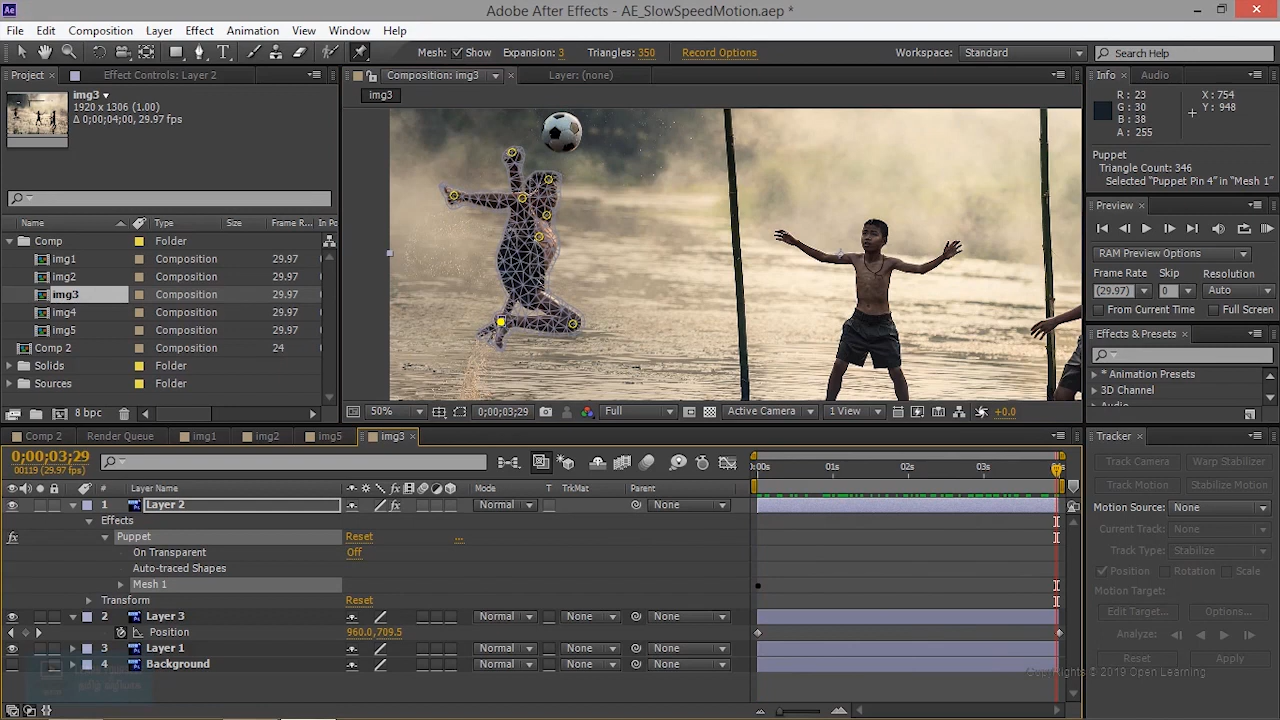 Adobe After Effects - AE_SlowSpeedMotion.aep *
File Edit Composition Layer Effect Animation View Window Help
Mesh: Show Expansion: 3 Triangles: 350 Record Options Workspace: Standard Search Help
Project Effect Controls: Layer 2
img3
1920 x 1306 (1.00)
Δ 0;00;04;00, 29.97 fps
Name Type Size Frame R... In Po
Comp Folder
img1 Composition 29.97
img2 Composition 29.97
img3 Composition 29.97
img4 Composition 29.97
img5 Composition 29.97
Comp 2 Composition 24
Solids Folder
Sources Folder
8 bpc
Composition: img3 Layer: (none)
img3
50% 0;00;03;29 Full Active Camera 1 View +0.0
Info Audio
R : 23 X : 754
G : 30 Y : 948
B : 38
A : 255
Puppet
Triangle Count: 346
Selected "Puppet Pin 4" in "Mesh 1"
Preview
RAM Preview Options
Frame Rate Skip Resolution
(29.97) 0 Auto
From Current Time Full Screen
Effects & Presets
* Animation Presets
3D Channel
Audio
Comp 2 Render Queue img1 img2 img5 img3
0;00;03;29
00119 (29.97 fps)
# Layer Name Mode T TrkMat Parent
1 Layer 2 Normal None
Effects
fx Puppet Reset ...
On Transparent Off
Auto-traced Shapes
Mesh 1
Transform Reset
2 Layer 3 Normal None None
Position 960.0,709.5
3 Layer 1 Normal None None
4 Background Normal None None
0:00s 01s 02s 03s
Tracker
Track Camera Warp Stabilizer
Track Motion Stabilize Motion
Motion Source: None
Current Track: None
Track Type: Stabilize
Position Rotation Scale
Motion Target:
Edit Target... Options...
Analyze:
Reset Apply
CopyRights © 2019 Open Learning